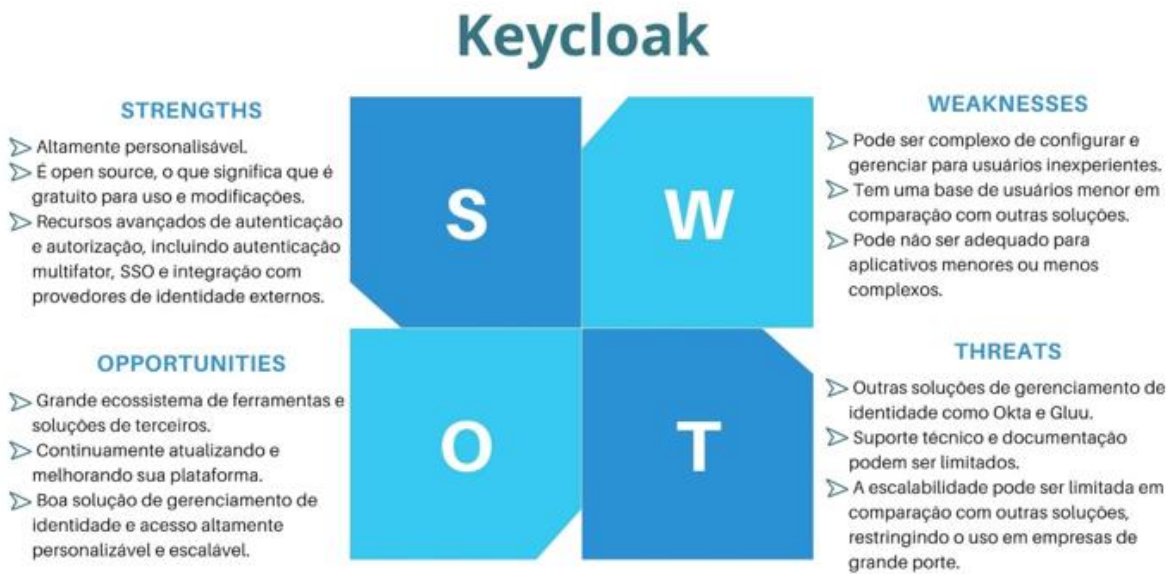 Keycloak
STRENGTHS
Altamente personalisável.
É open source, o que significa que é
gratuito para uso e modificações.
Recursos avançados de autenticação
e autorização, incluindo autenticação
multifator, SSO e integração com
provedores de identidade externos.
S
W
WEAKNESSES
Pode ser complexo de configurar e
gerenciar para usuários inexperientes.
Tem uma base de usuários menor em
comparação com outras soluções.
Pode não ser adequado para
aplicativos menores ou menos
complexos.
OPPORTUNITIES
Grande ecossistema de ferramentas e
soluções de terceiros.
Continuamente atualizando e
melhorando sua plataforma.
Boa solução de gerenciamento de
identidade e acesso altamente
personalizável e escalável.
O
T
THREATS
Outras soluções de gerenciamento de
identidade como Okta e Gluu.
Suporte técnico e documentação
podem ser limitados.
A escalabilidade pode ser limitada em
comparação com outras soluções,
restringindo o uso em empresas de
grande porte.